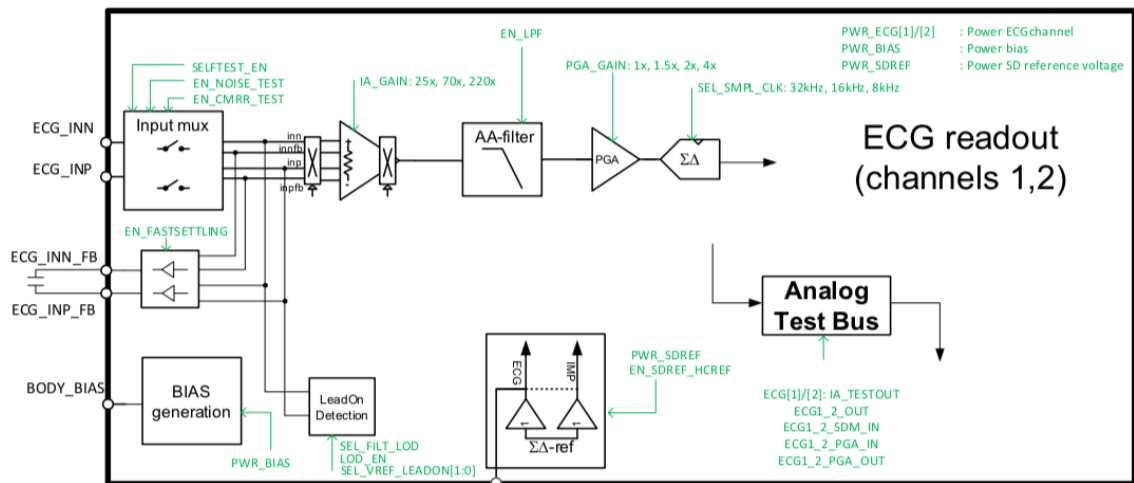 PWR_ECG[1]/[2] : Power ECGchannel
PWR_BIAS : Power bias
PWR_SDREF : Power SD reference voltage
EN_LPF
SELFTEST_EN
EN_NOISE_TEST
EN_CMRR_TEST
IA_GAIN: 25x, 70x, 220x
PGA_GAIN: 1x, 1.5x, 2x, 4x
SEL_SMPL_CLK: 32kHz, 16kHz, 8kHz
ECG_INN
ECG_INP
Input mux
inn
innfb
inp
inpfb
AA-filter
PGA
ΣΔ
ECG readout
(channels 1,2)
EN_FASTSETTLING
ECG_INN_FB
ECG_INP_FB
Analog
Test Bus
BODY_BIAS
BIAS
generation
PWR_BIAS
LeadOn
Detection
SEL_FILT_LOD
LOD_EN
SEL_VREF_LEADON[1:0]
ECG
IMP
1
1
ΣΔ-ref
PWR_SDREF
EN_SDREF_HCREF
ECG[1]/[2]: IA_TESTOUT
ECG1_2_OUT
ECG1_2_SDM_IN
ECG1_2_PGA_IN
ECG1_2_PGA_OUT